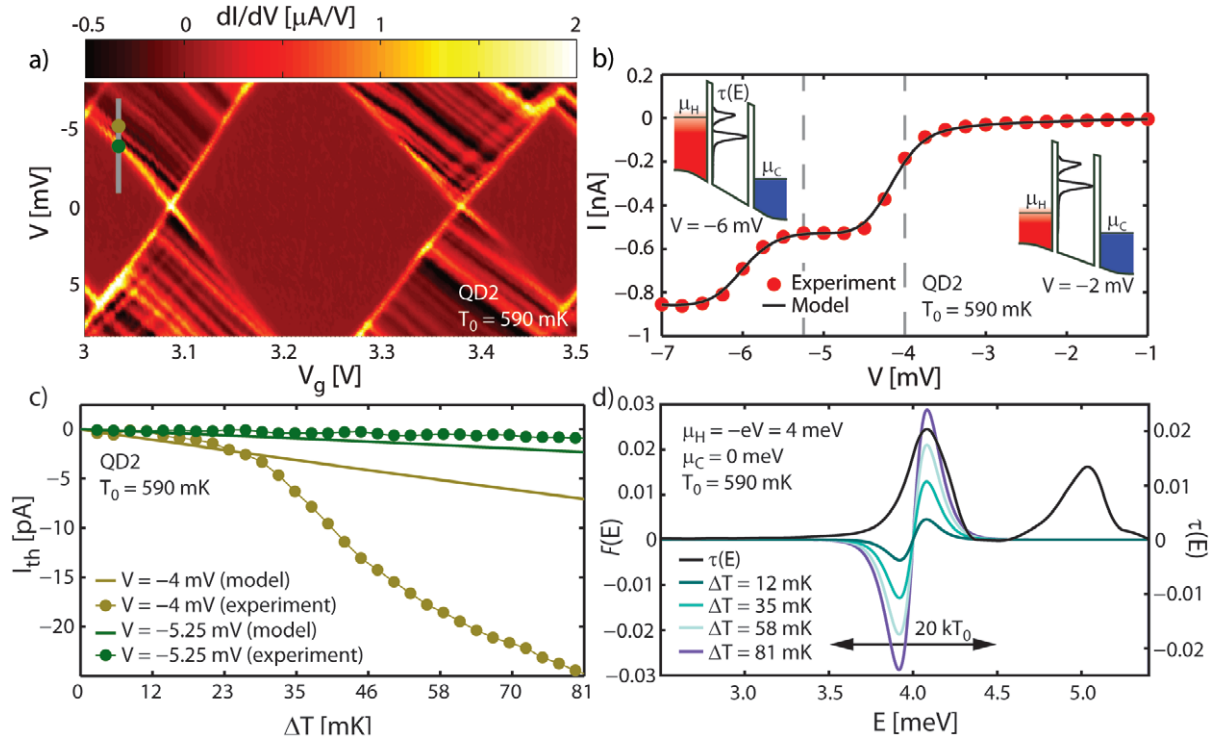 dI/dV [μA/V]
-0.5 0 1 2
a)
-5
0
5
V [mV]
QD2
T0 = 590 mK
3 3.1 3.2 3.3 3.4 3.5
Vg [V]
b)
0.2
0
−0.2
−0.4
−0.6
−0.8
−1
I [nA]
μH
τ(E)
μC
V = −6 mV
μH
μC
V = −2 mV
Experiment
Model
QD2
T0 = 590 mK
−7 −6 −5 −4 −3 −2 −1
V [mV]
c)
0
−5
−10
−15
−20
Ith [pA]
QD2
T0 = 590 mK
V = −4 mV (model)
V = −4 mV (experiment)
V = −5.25 mV (model)
V = −5.25 mV (experiment)
0 12 23 35 46 58 70 81
ΔT [mK]
d)
0.03
0.02
0.01
0
−0.01
−0.02
−0.03
F(E)
μH = −eV = 4 meV
μC = 0 meV
T0 = 590 mK
τ(E)
ΔT = 12 mK
ΔT = 35 mK
ΔT = 58 mK
ΔT = 81 mK
20 kT0
0.02
0.01
0
−0.01
−0.02
τ(E)
2.5 3.0 3.5 4.0 4.5 5.0
E [meV]